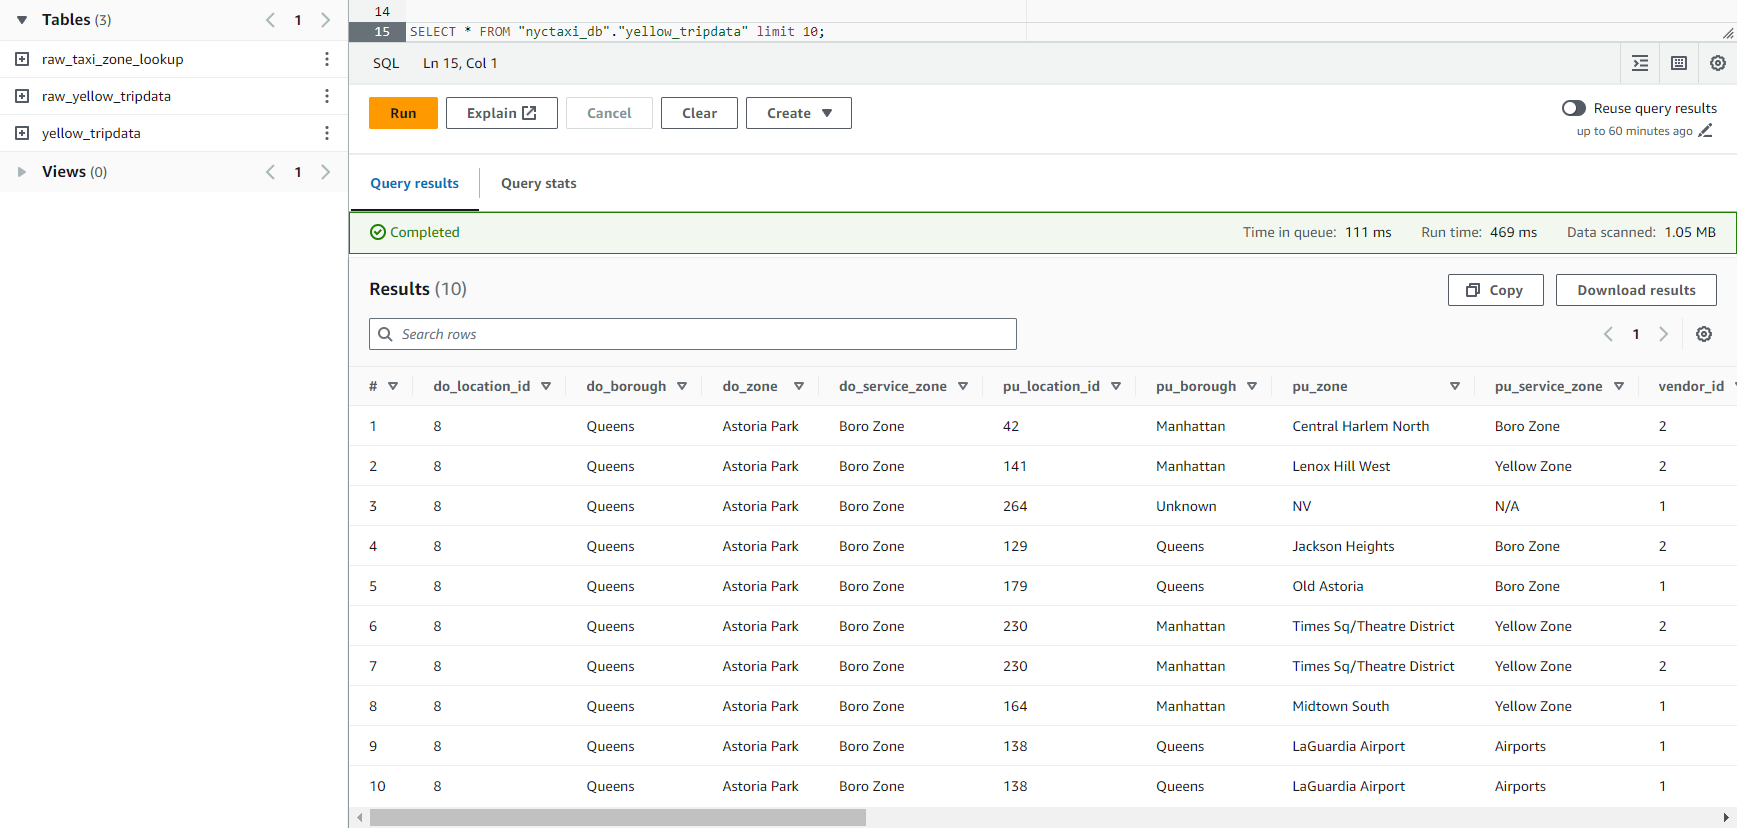 Tables (3)
1
raw_taxi_zone_lookup
raw_yellow_tripdata
yellow_tripdata
Views (0)
1
14
15 SELECT * FROM "nyctaxi_db"."yellow_tripdata" limit 10;
SQL Ln 15, Col 1
Run Explain Cancel Clear Create
Reuse query results
up to 60 minutes ago
Query results Query stats
Completed Time in queue: 111 ms Run time: 469 ms Data scanned: 1.05 MB
Results (10) Copy Download results
Search rows 1
# do_location_id do_borough do_zone do_service_zone pu_location_id pu_borough pu_zone pu_service_zone vendor_id
1 8 Queens Astoria Park Boro Zone 42 Manhattan Central Harlem North Boro Zone 2
2 8 Queens Astoria Park Boro Zone 141 Manhattan Lenox Hill West Yellow Zone 2
3 8 Queens Astoria Park Boro Zone 264 Unknown NV N/A 1
4 8 Queens Astoria Park Boro Zone 129 Queens Jackson Heights Boro Zone 2
5 8 Queens Astoria Park Boro Zone 179 Queens Old Astoria Boro Zone 1
6 8 Queens Astoria Park Boro Zone 230 Manhattan Times Sq/Theatre District Yellow Zone 2
7 8 Queens Astoria Park Boro Zone 230 Manhattan Times Sq/Theatre District Yellow Zone 2
8 8 Queens Astoria Park Boro Zone 164 Manhattan Midtown South Yellow Zone 1
9 8 Queens Astoria Park Boro Zone 138 Queens LaGuardia Airport Airports 1
10 8 Queens Astoria Park Boro Zone 138 Queens LaGuardia Airport Airports 1